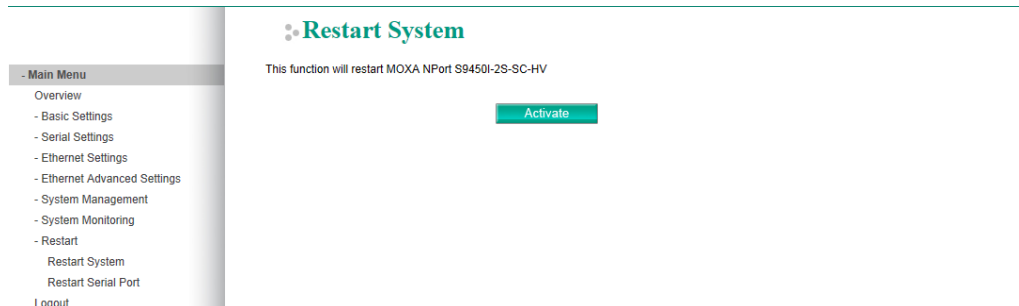 Restart System
This function will restart MOXA NPort S9450I-2S-SC-HV
Activate
- Main Menu
Overview
- Basic Settings
- Serial Settings
- Ethernet Settings
- Ethernet Advanced Settings
- System Management
- System Monitoring
- Restart
Restart System
Restart Serial Port
Logout